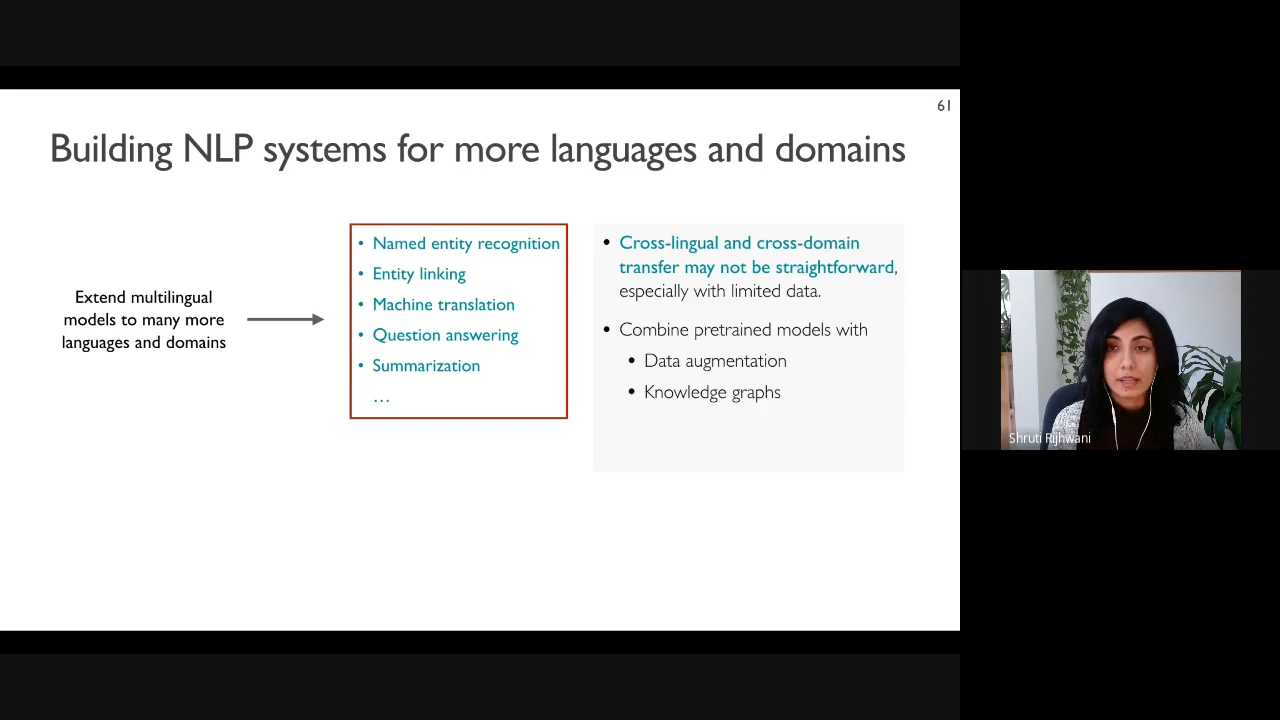 61
Building NLP systems for more languages and domains
Extend multilingual
models to many more
languages and domains
• Named entity recognition
• Entity linking
• Machine translation
• Question answering
• Summarization
...
• Cross-lingual and cross-domain
transfer may not be straightforward,
especially with limited data.
• Combine pretrained models with
• Data augmentation
• Knowledge graphs
Shruti Rijhwani